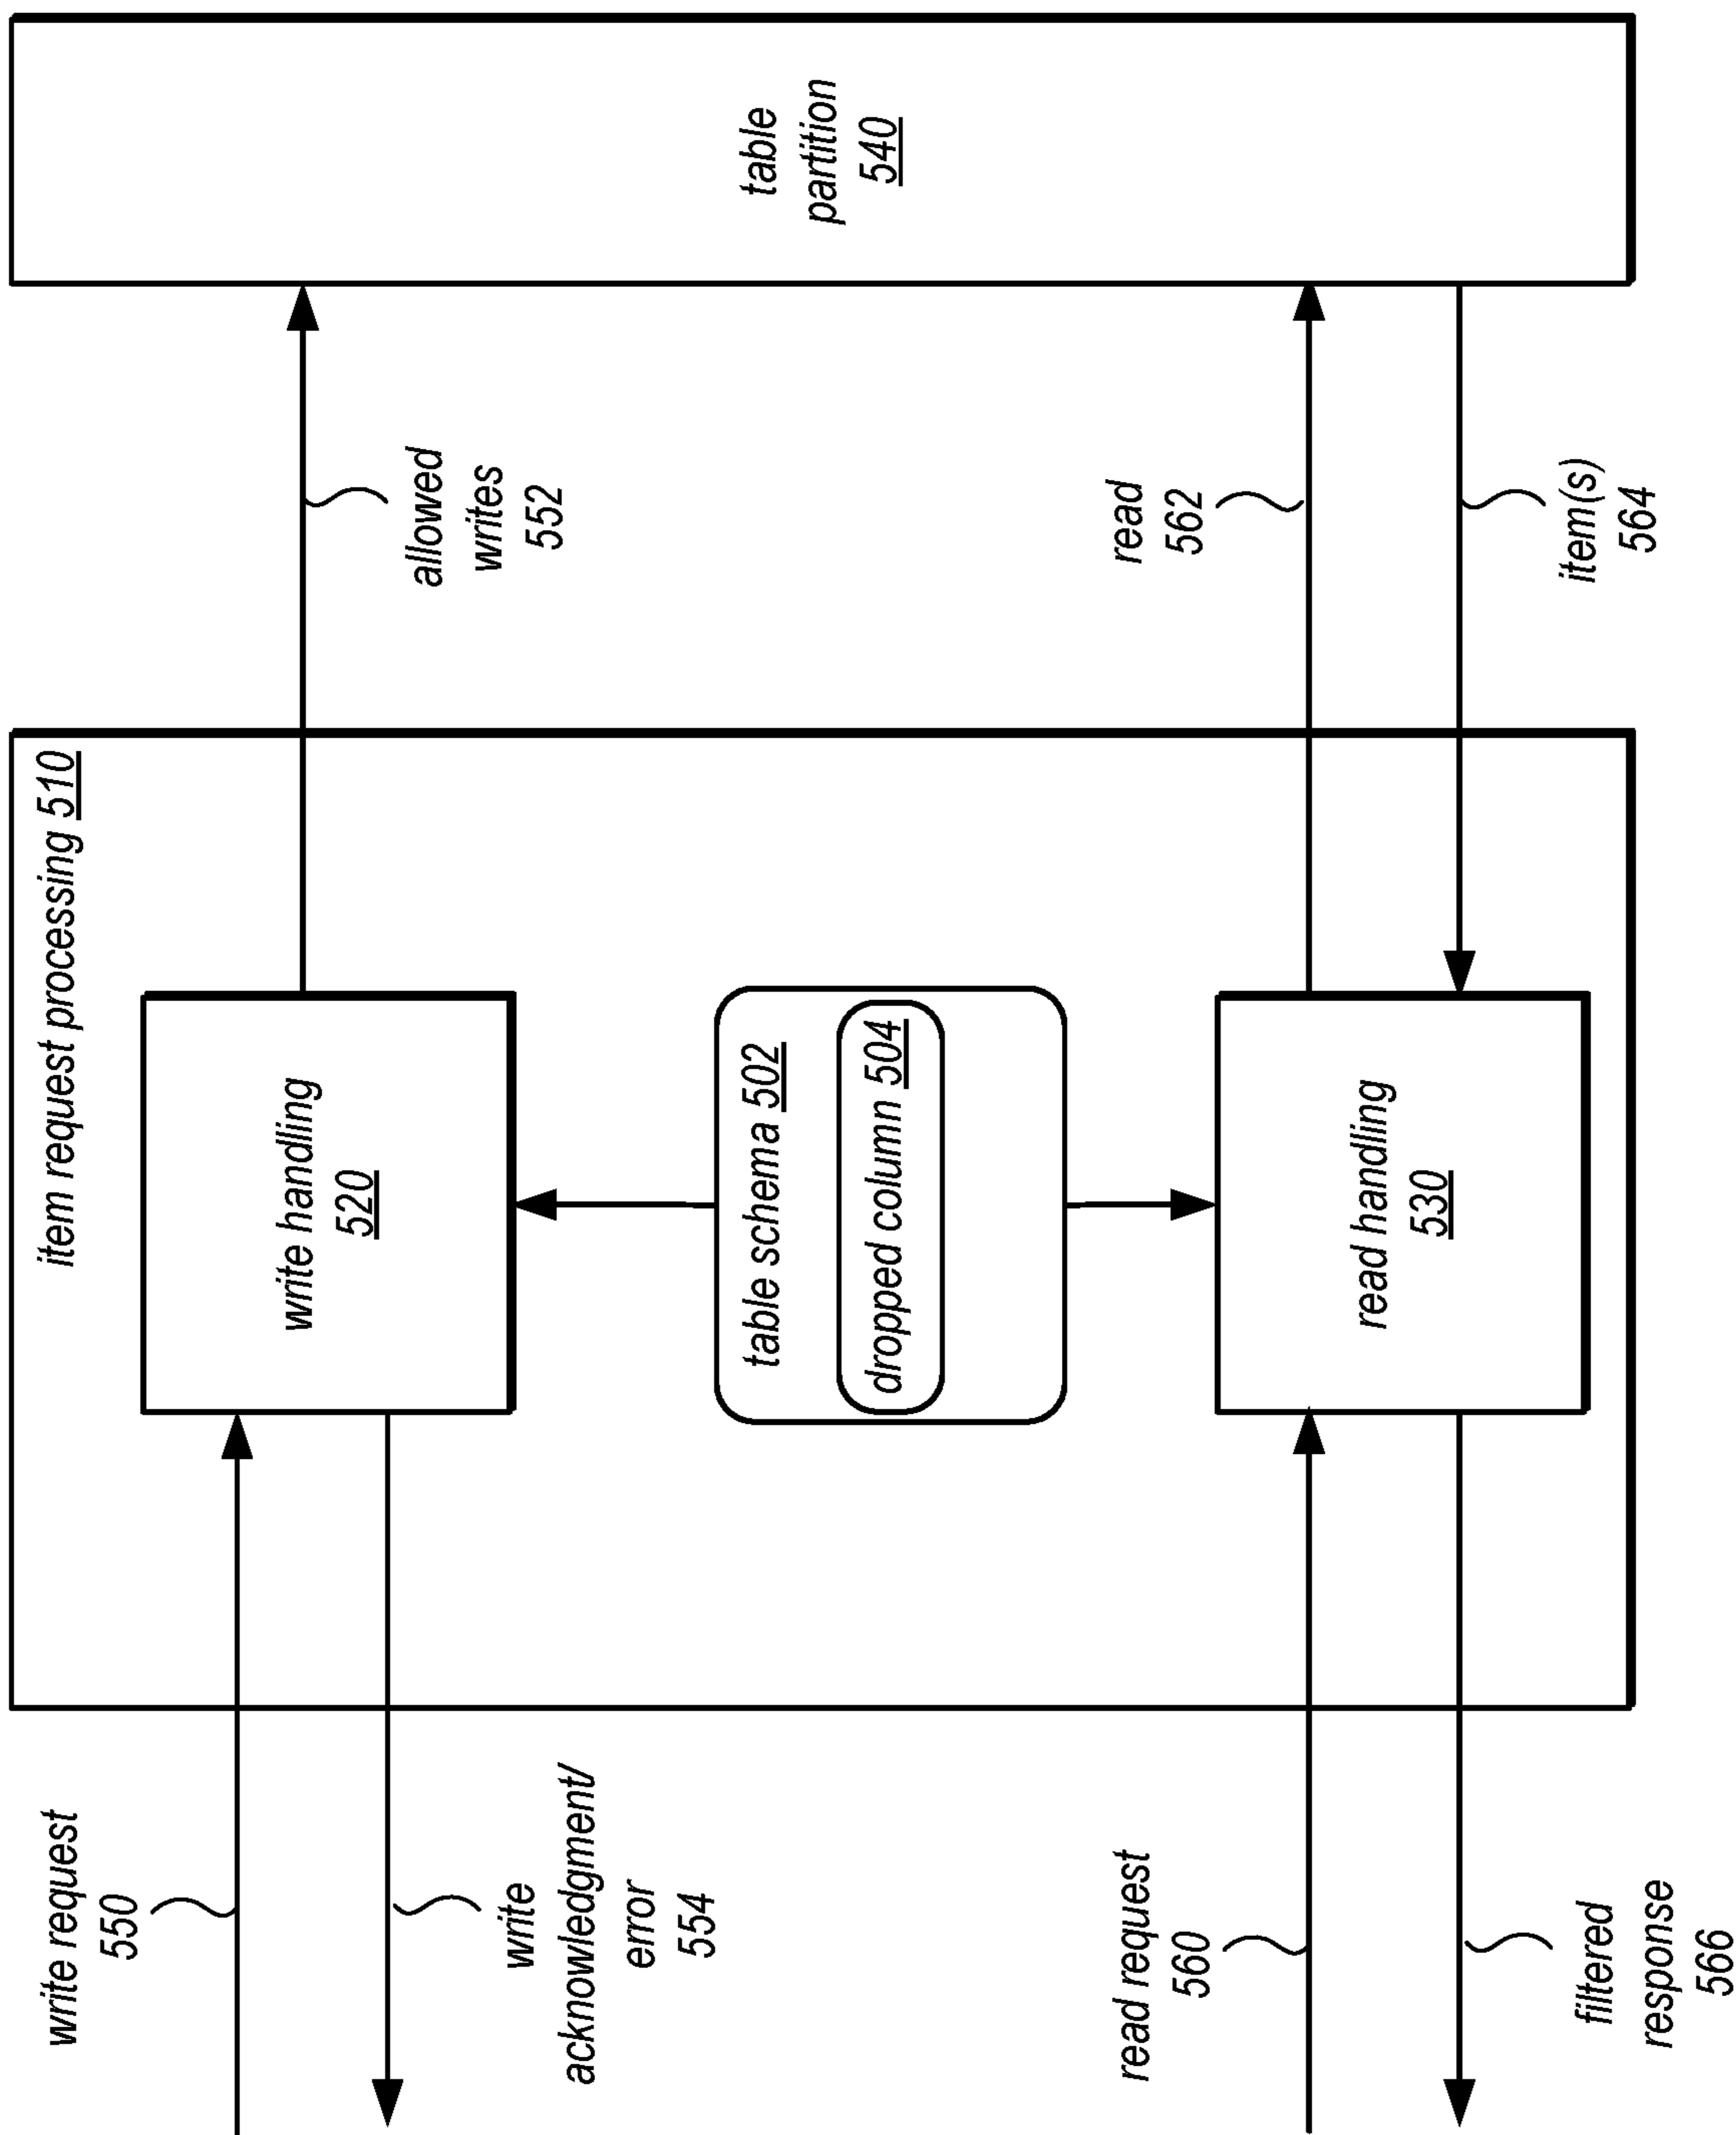 item request processing 510
write request
550
write
acknowledgment/
error
554
write handling
520
allowed
writes
552
table schema 502
dropped column 504
table
partition
540
read request
560
filtered
response
566
read handling
530
read
562
item(s)
564